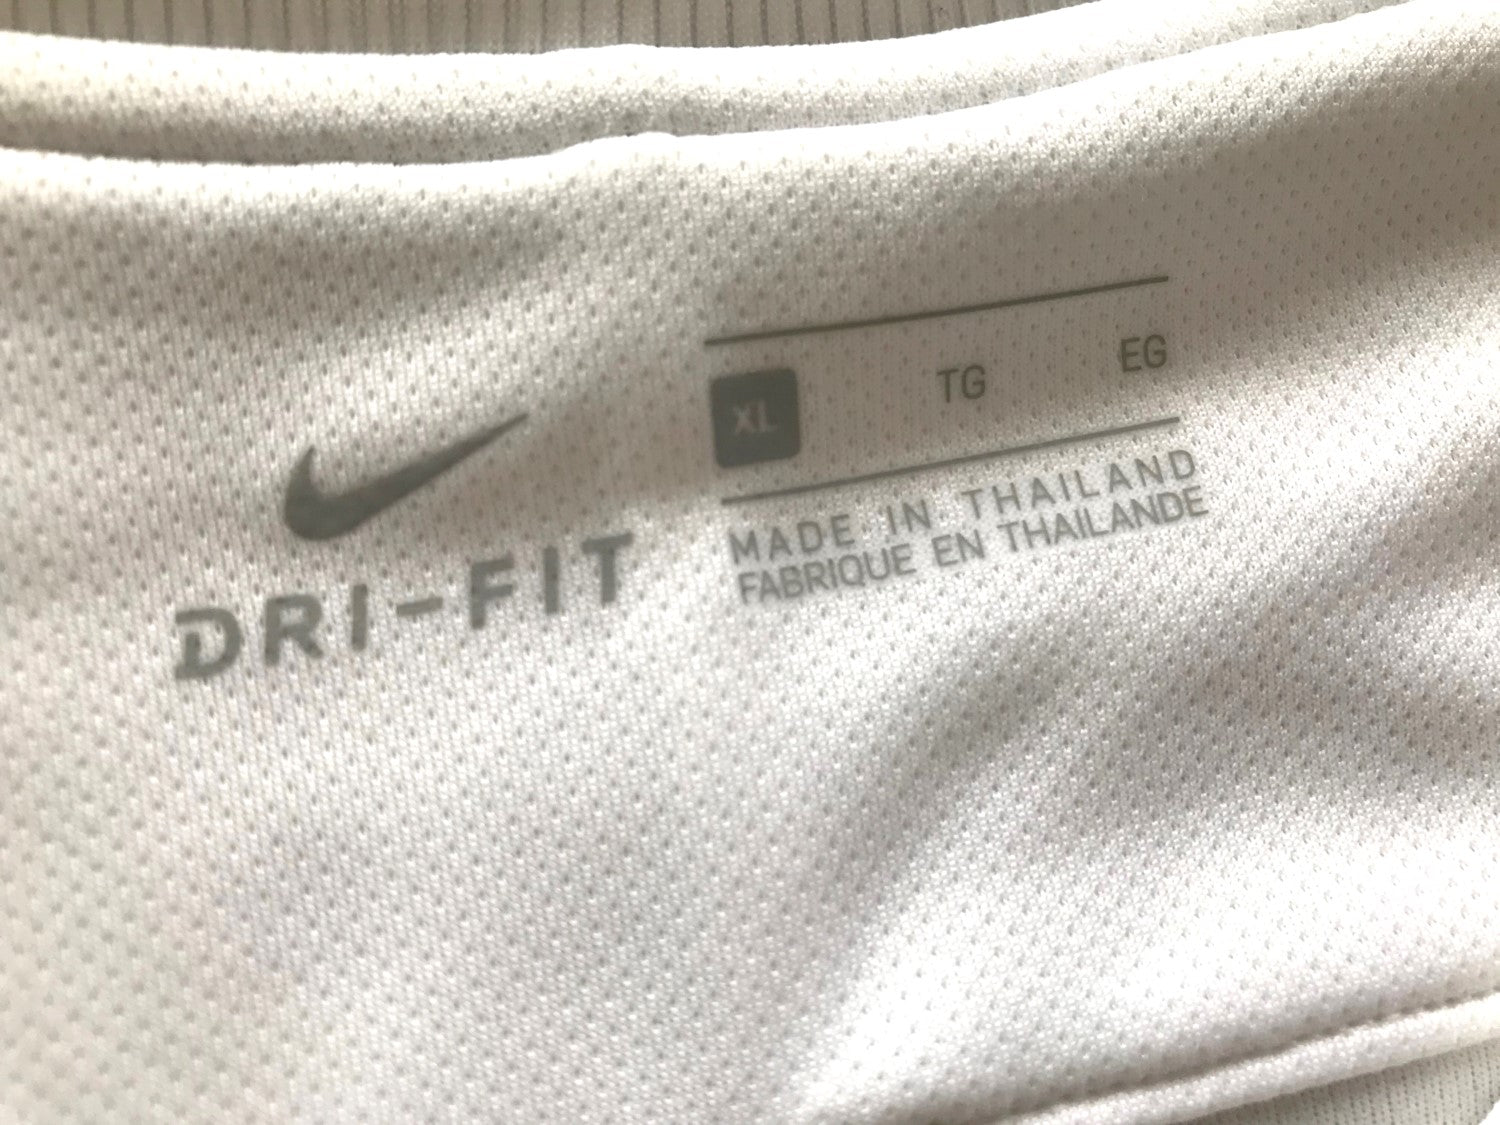 DRI-FIT
XL TG EG
MADE IN THAILAND
FABRIQUE EN THAILANDE